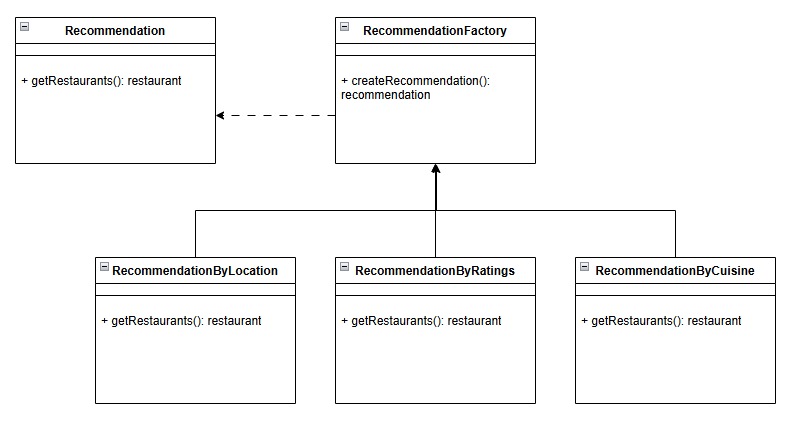 Recommendation
+ getRestaurants(): restaurant
RecommendationFactory
+ createRecommendation():
recommendation
RecommendationByLocation
+ getRestaurants(): restaurant
RecommendationByRatings
+ getRestaurants(): restaurant
RecommendationByCuisine
+ getRestaurants(): restaurant